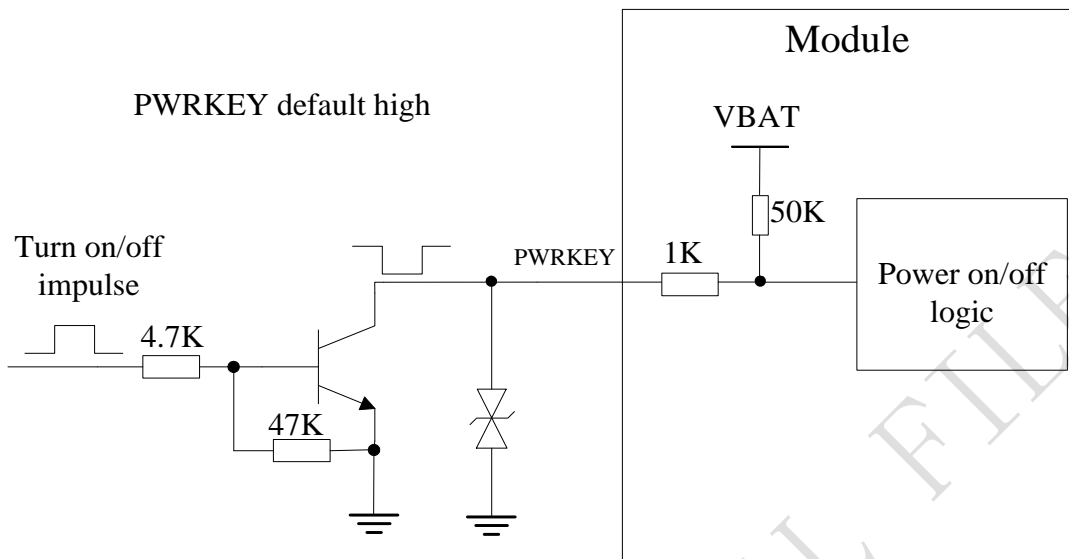 Module
PWRKEY default high
VBAT
50K
Turn on/off
impulse
PWRKEY
1K
Power on/off
logic
4.7K
47K
L FILE